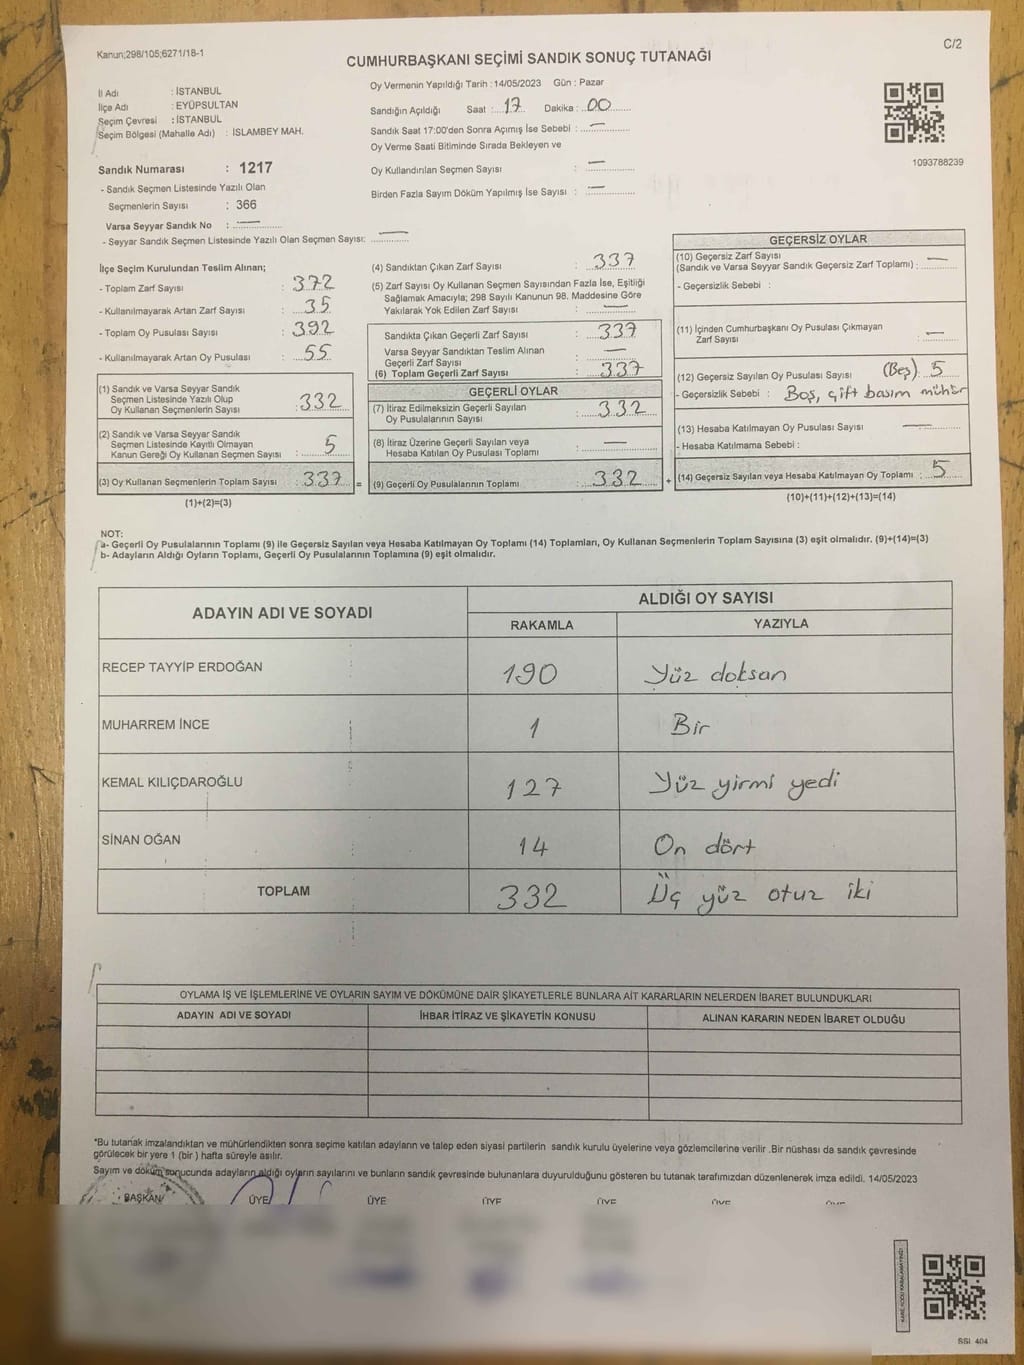 Kanun;298/105;6271/18-1
C/2
CUMHURBAŞKANI SEÇİMİ SANDIK SONUÇ TUTANAĞI
İl Adı : İSTANBUL
İlçe Adı : EYÜPSULTAN
Seçim Çevresi : İSTANBUL
Seçim Bölgesi (Mahalle Adı) : İSLAMBEY MAH.
Oy Vermenin Yapıldığı Tarih : 14/05/2023 Gün : Pazar
Sandığın Açıldığı Saat : 17 Dakika : 00
Sandık Saat 17:00'den Sonra Açımış İse Sebebi : —
Oy Verme Saati Bitiminde Sırada Bekleyen ve
Oy Kullandırılan Seçmen Sayısı : —
Birden Fazla Sayım Döküm Yapılmış İse Sayısı : —
1093788239
Sandık Numarası : 1217
- Sandık Seçmen Listesinde Yazılı Olan
Seçmenlerin Sayısı : 366
Varsa Seyyar Sandık No : —
- Seyyar Sandık Seçmen Listesinde Yazılı Olan Seçmen Sayısı: —
İlçe Seçim Kurulundan Teslim Alınan;
- Toplam Zarf Sayısı : 372
- Kullanılmayarak Artan Zarf Sayısı : 35
- Toplam Oy Pusulası Sayısı : 392
- Kullanılmayarak Artan Oy Pusulası : 55
(1) Sandık ve Varsa Seyyar Sandık
Seçmen Listesinde Yazılı Olup
Oy Kullanan Seçmenlerin Sayısı : 332
(2) Sandık ve Varsa Seyyar Sandık
Seçmen Listesinde Kayıtlı Olmayan
Kanun Gereği Oy Kullanan Seçmen Sayısı : 5
(3) Oy Kullanan Seçmenlerin Toplam Sayısı : 337 =
(1)+(2)=(3)
(4) Sandıktan Çıkan Zarf Sayısı : 337
(5) Zarf Sayısı Oy Kullanan Seçmen Sayısından Fazla İse, Eşitliği
Sağlamak Amacıyla; 298 Sayılı Kanunun 98. Maddesine Göre
Yakılarak Yok Edilen Zarf Sayısı : —
Sandıkta Çıkan Geçerli Zarf Sayısı : 337
Varsa Seyyar Sandıktan Teslim Alınan
Geçerli Zarf Sayısı : —
(6) Toplam Geçerli Zarf Sayısı : 337
GEÇERLİ OYLAR
(7) İtiraz Edilmeksizin Geçerli Sayılan
Oy Pusulalarının Sayısı : 332
(8) İtiraz Üzerine Geçerli Sayılan veya
Hesaba Katılan Oy Pusulası Toplamı : —
(9) Geçerli Oy Pusulalarının Toplamı : 332 +
GEÇERSİZ OYLAR
(10) Geçersiz Zarf Sayısı
(Sandık ve Varsa Seyyar Sandık Geçersiz Zarf Toplamı) : —
- Geçersizlik Sebebi :
(11) İçinden Cumhurbaşkanı Oy Pusulası Çıkmayan
Zarf Sayısı : —
(12) Geçersiz Sayılan Oy Pusulası Sayısı (Beş) 5
- Geçersizlik Sebebi : Boş, çift basım mühür
(13) Hesaba Katılmayan Oy Pusulası Sayısı : —
- Hesaba Katılmama Sebebi :
(14) Geçersiz Sayılan veya Hesaba Katılmayan Oy Toplamı : 5
(10)+(11)+(12)+(13)=(14)
NOT:
a- Geçerli Oy Pusulalarının Toplamı (9) ile Geçersiz Sayılan veya Hesaba Katılmayan Oy Toplamı (14) Toplamları, Oy Kullanan Seçmenlerin Toplam Sayısına (3) eşit olmalıdır. (9)+(14)=(3)
b- Adayların Aldığı Oyların Toplamı, Geçerli Oy Pusulalarının Toplamına (9) eşit olmalıdır.
ADAYIN ADI VE SOYADI ALDIĞI OY SAYISI
RAKAMLA YAZIYLA
RECEP TAYYİP ERDOĞAN 190 Yüz doksan
MUHARREM İNCE 1 Bir
KEMAL KILIÇDAROĞLU 127 Yüz yirmi yedi
SİNAN OĞAN 14 On dört
TOPLAM 332 Üç yüz otuz iki
OYLAMA İŞ VE İŞLEMLERİNE VE OYLARIN SAYIM VE DÖKÜMÜNE DAİR ŞİKAYETLERLE BUNLARA AİT KARARLARIN NELERDEN İBARET BULUNDUKLARI
ADAYIN ADI VE SOYADI İHBAR İTİRAZ VE ŞİKAYETİN KONUSU ALINAN KARARIN NEDEN İBARET OLDUĞU
*Bu tutanak imzalandıktan ve mühürlendikten sonra seçime katılan adayların ve talep eden siyasi partilerin sandık kurulu üyelerine veya gözlemcilerine verilir .Bir nüshası da sandık çevresinde
görülecek bir yere 1 (bir ) hafta süreyle asılır.
Sayım ve döküm sonucunda adayların aldığı oyların sayılarını ve bunların sandık çevresinde bulunanlara duyurulduğunu gösteren bu tutanak tarafımızdan düzenlenerek imza edildi. 14/05/2023
BAŞKAN ÜYE ÜYE ÜYE ÜYE ÜYE
SSI 404